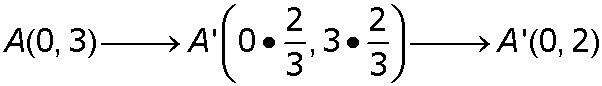 A(0, 3) ⟶ A'(0 • 2/3, 3 • 2/3) ⟶ A'(0, 2)